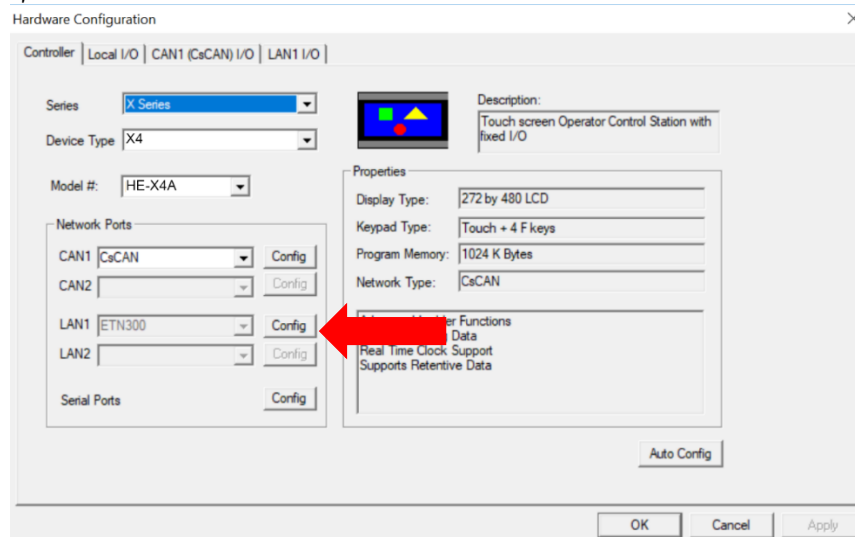 Hardware Configuration
Controller Local I/O CAN1 (CsCAN) I/O LAN1 I/O
Series X Series
Device Type X4
Model #: HE-X4A
Description:
Touch screen Operator Control Station with
fixed I/O
Network Ports
CAN1 CsCAN Config
CAN2 Config
LAN1 ETN300 Config
LAN2 Config
Serial Ports Config
Properties
Display Type: 272 by 480 LCD
Keypad Type: Touch + 4 F keys
Program Memory: 1024 K Bytes
Network Type: CsCAN
Functions
Data
Real Time Clock Support
Supports Retentive Data
Auto Config
OK Cancel Apply